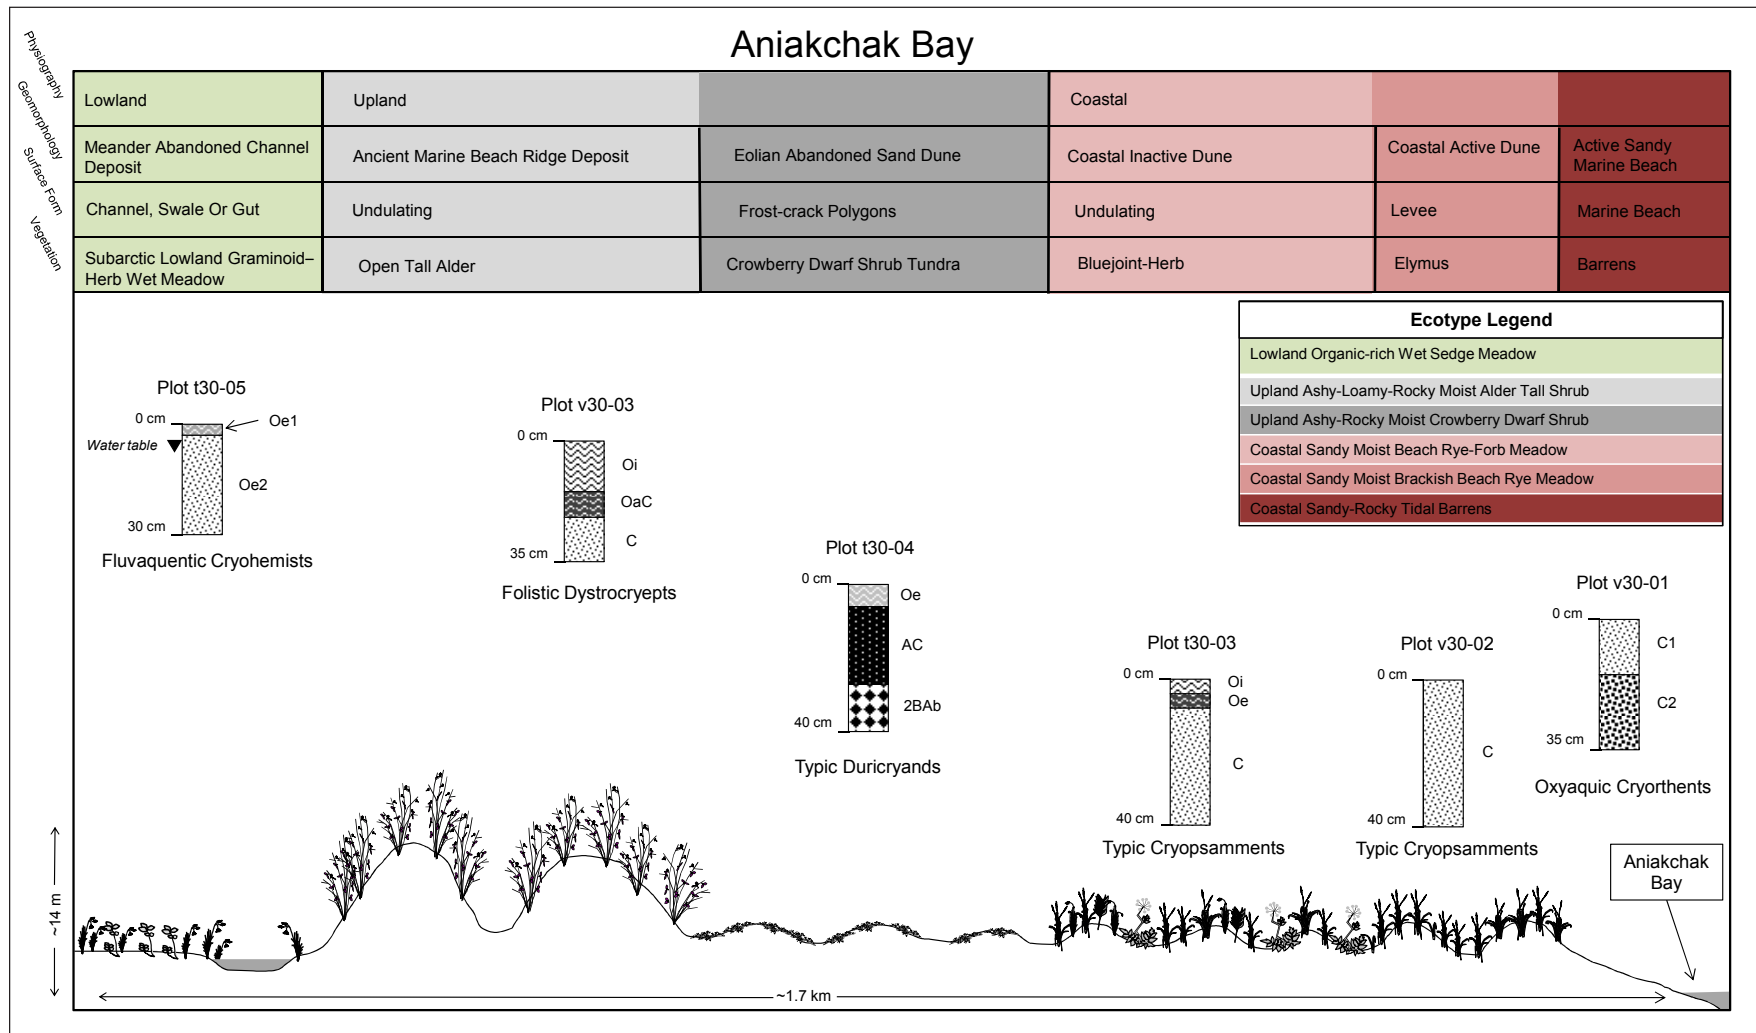 Aniakchak Bay
Physiography
Lowland
Upland
Coastal
Geomorphology
Meander Abandoned Channel
Deposit
Ancient Marine Beach Ridge Deposit
Eolian Abandoned Sand Dune
Coastal Inactive Dune
Coastal Active Dune
Active Sandy
Marine Beach
Surface Form
Channel, Swale Or Gut
Undulating
Frost-crack Polygons
Undulating
Levee
Marine Beach
Vegetation
Subarctic Lowland Graminoid–
Herb Wet Meadow
Open Tall Alder
Crowberry Dwarf Shrub Tundra
Bluejoint-Herb
Elymus
Barrens
Ecotype Legend
Lowland Organic-rich Wet Sedge Meadow
Upland Ashy-Loamy-Rocky Moist Alder Tall Shrub
Upland Ashy-Rocky Moist Crowberry Dwarf Shrub
Coastal Sandy Moist Beach Rye-Forb Meadow
Coastal Sandy Moist Brackish Beach Rye Meadow
Coastal Sandy-Rocky Tidal Barrens
Plot t30-05
0 cm
Oe1
Water table
Oe2
30 cm
Fluvaquentic Cryohemists
Plot v30-03
0 cm
Oi
OaC
C
35 cm
Folistic Dystrocryepts
Plot t30-04
0 cm
Oe
AC
2BAb
40 cm
Typic Duricryands
Plot t30-03
0 cm
Oi
Oe
C
40 cm
Typic Cryopsamments
Plot v30-02
0 cm
C
40 cm
Typic Cryopsamments
Plot v30-01
0 cm
C1
C2
35 cm
Oxyaquic Cryorthents
Aniakchak
Bay
~14 m
~1.7 km